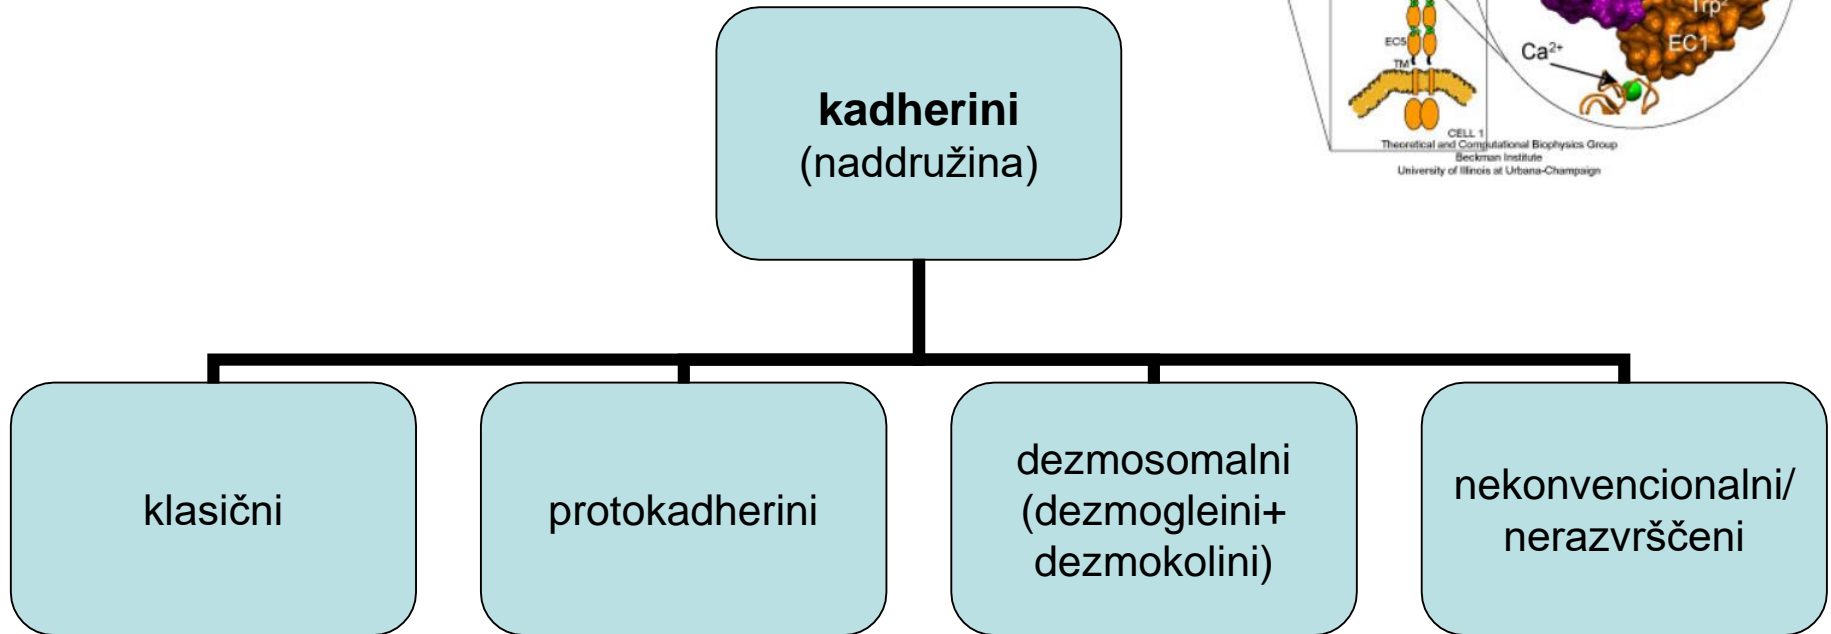 Trp2
EC1
Ca2+
EC5
TM
CELL 1
Theoretical and Computational Biophysics Group
Beckman Institute
University of Illinois at Urbana-Champaign
kadherini
(naddružina)
klasični
protokadherini
dezmosomalni
(dezmogleini+
dezmokolini)
nekonvencionalni/
nerazvrščeni